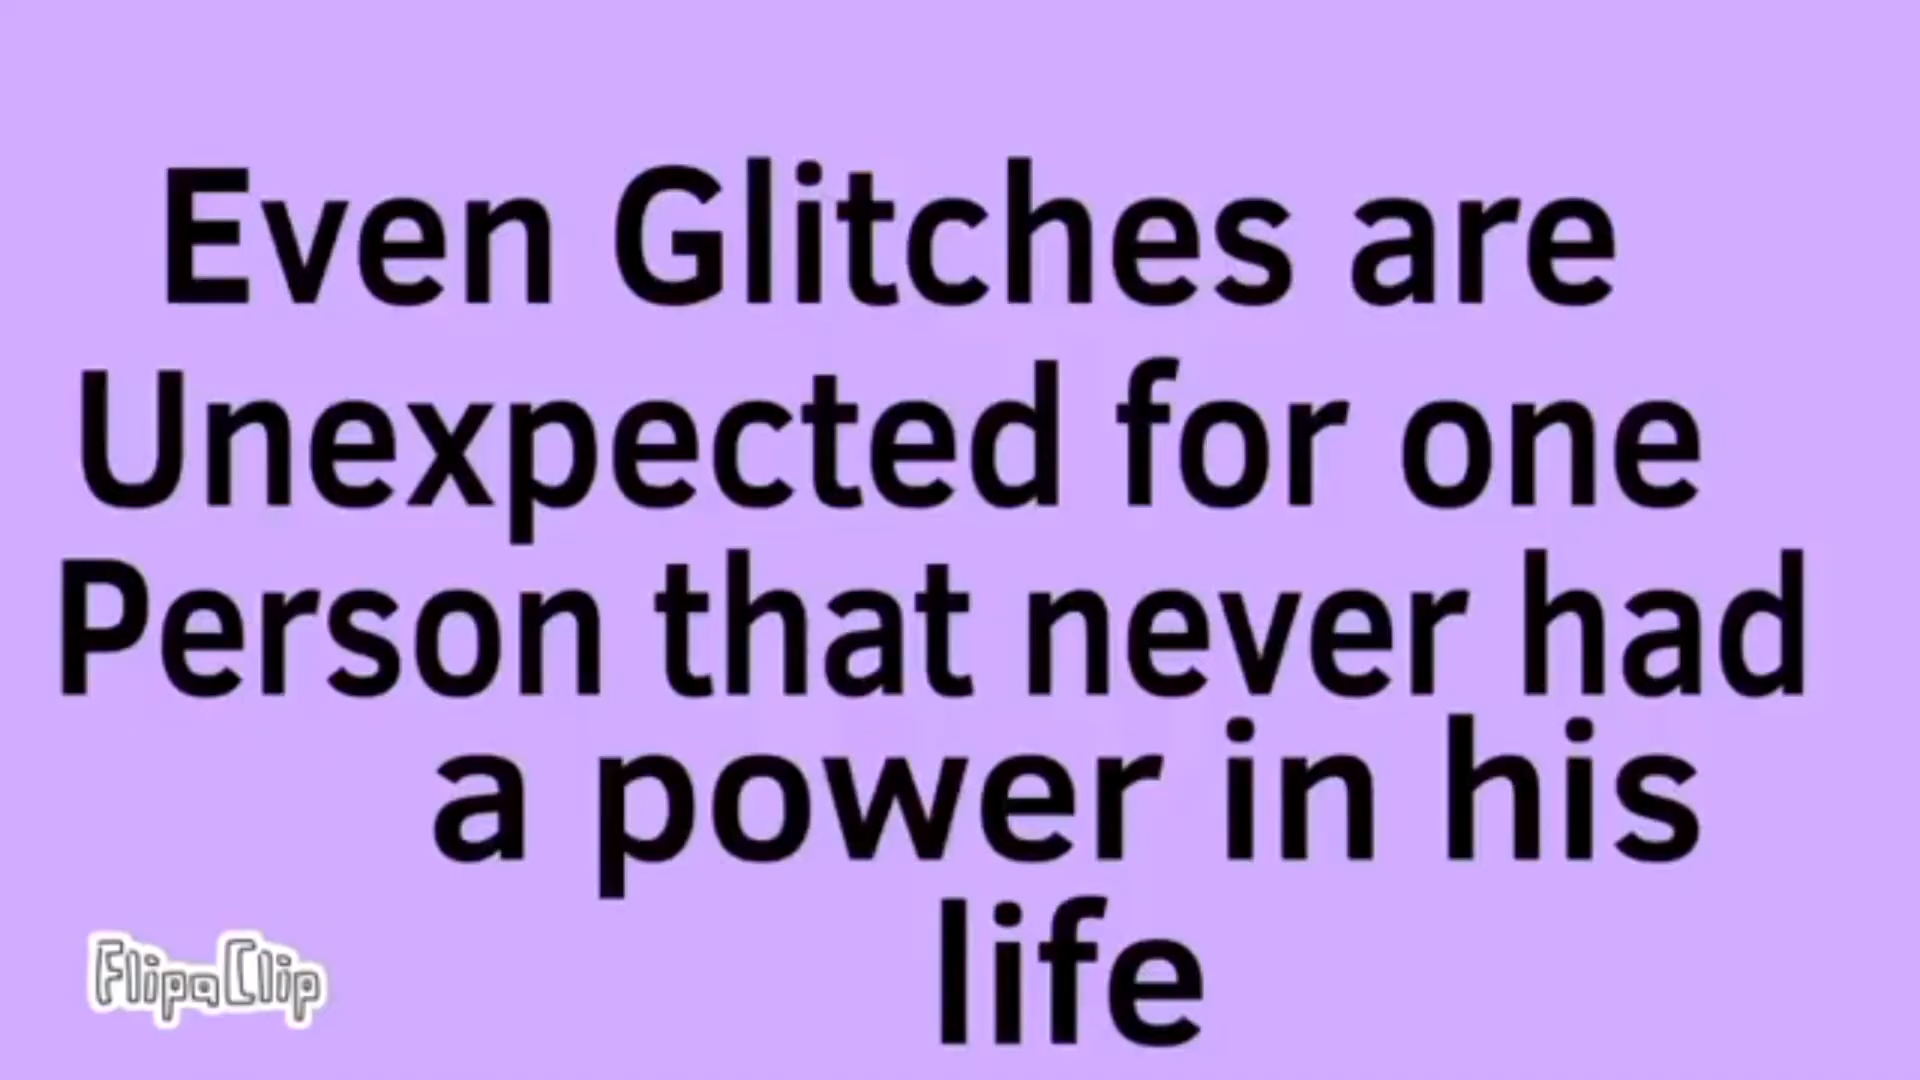 Even Glitches are
Unexpected for one
Person that never had
a power in his
life
FlipaClip